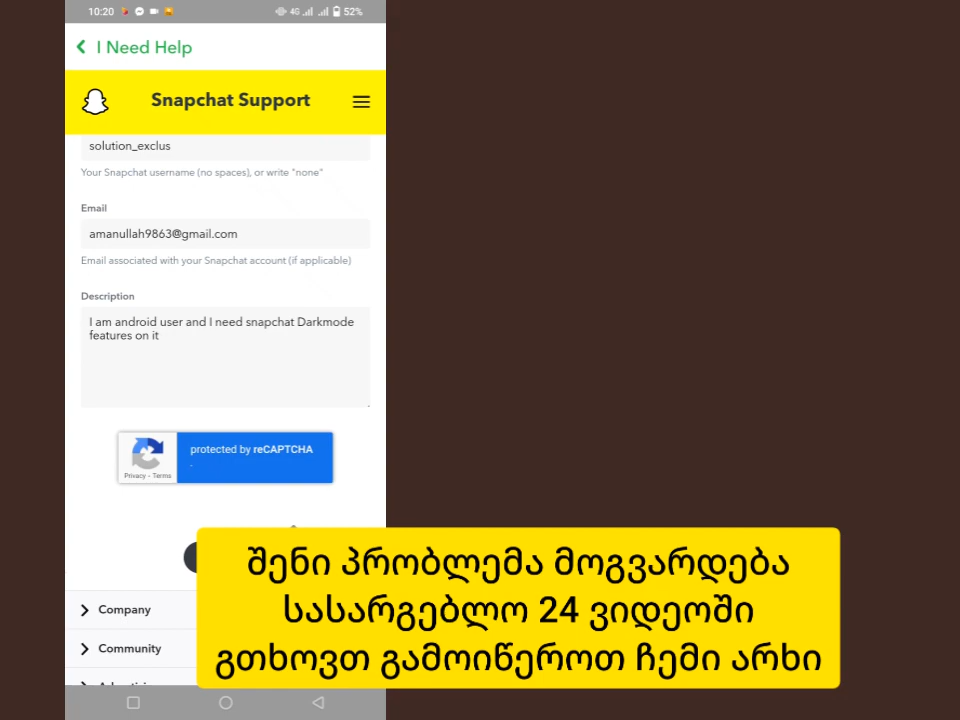 10:20
4G
52%
I Need Help
Snapchat Support
solution_exclus
Your Snapchat username (no spaces), or write "none"
Email
amanullah9863@gmail.com
Email associated with your Snapchat account (if applicable)
Description
I am android user and I need snapchat Darkmode
features on it
protected by reCAPTCHA
Privacy - Terms
შენი პრობლემა მოგვარდება
სასარგებლო 24 ვიდეოში
გთხოვთ გამოიწეროთ ჩემი არხი
Company
Community